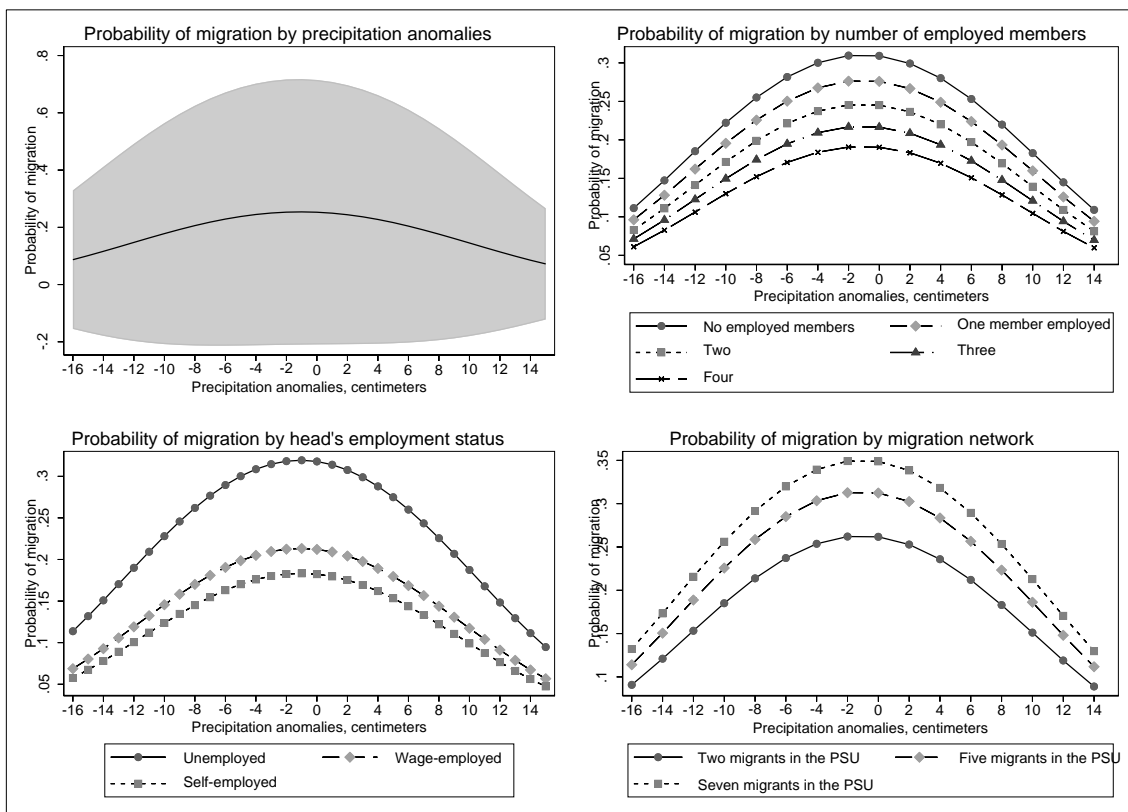 Probability of migration by precipitation anomalies
Probability of migration
.8
.6
.4
.2
0
-.2
-16 -14 -12 -10 -8 -6 -4 -2 0 2 4 6 8 10 12 14
Precipitation anomalies, centimeters
Probability of migration by number of employed members
Probability of migration
.3
.25
.2
.15
.1
.05
-16 -14 -12 -10 -8 -6 -4 -2 0 2 4 6 8 10 12 14
Precipitation anomalies, centimeters
No employed members One member employed
Two Three
Four
Probability of migration by head's employment status
Probability of migration
.3
.25
.2
.15
.1
.05
-16 -14 -12 -10 -8 -6 -4 -2 0 2 4 6 8 10 12 14
Precipitation anomalies, centimeters
Unemployed Wage-employed
Self-employed
Probability of migration by migration network
Probability of migration
.35
.3
.25
.2
.15
.1
-16 -14 -12 -10 -8 -6 -4 -2 0 2 4 6 8 10 12 14
Precipitation anomalies, centimeters
Two migrants in the PSU Five migrants in the PSU
Seven migrants in the PSU